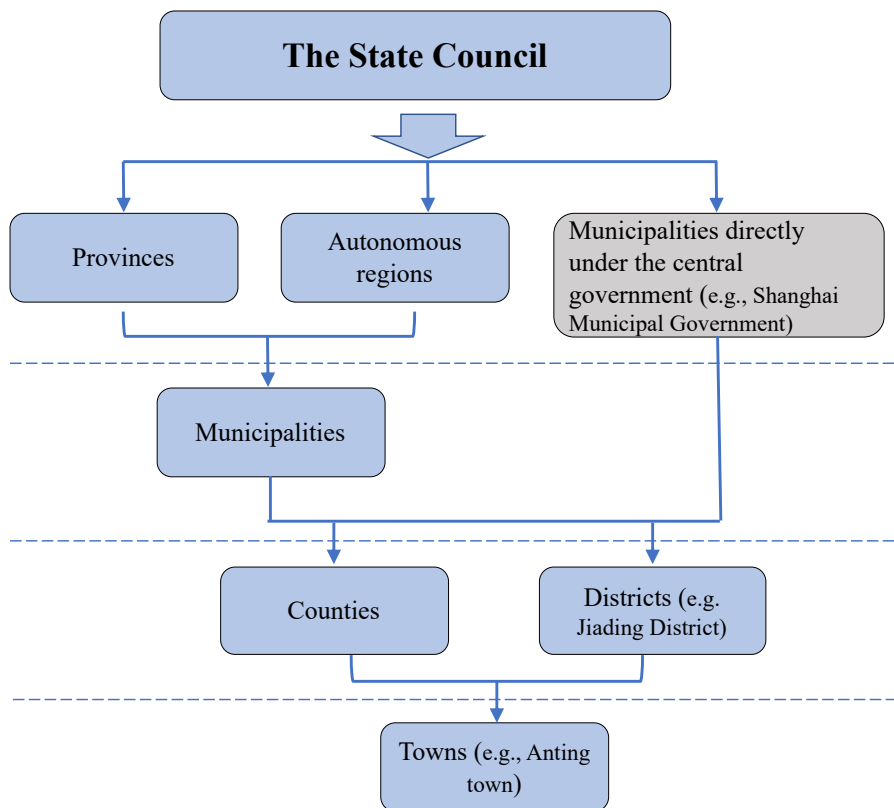 The State Council
Provinces
Autonomous
regions
Municipalities directly
under the central
government (e.g., Shanghai
Municipal Government)
Municipalities
Counties
Districts (e.g.
Jiading District)
Towns (e.g., Anting
town)